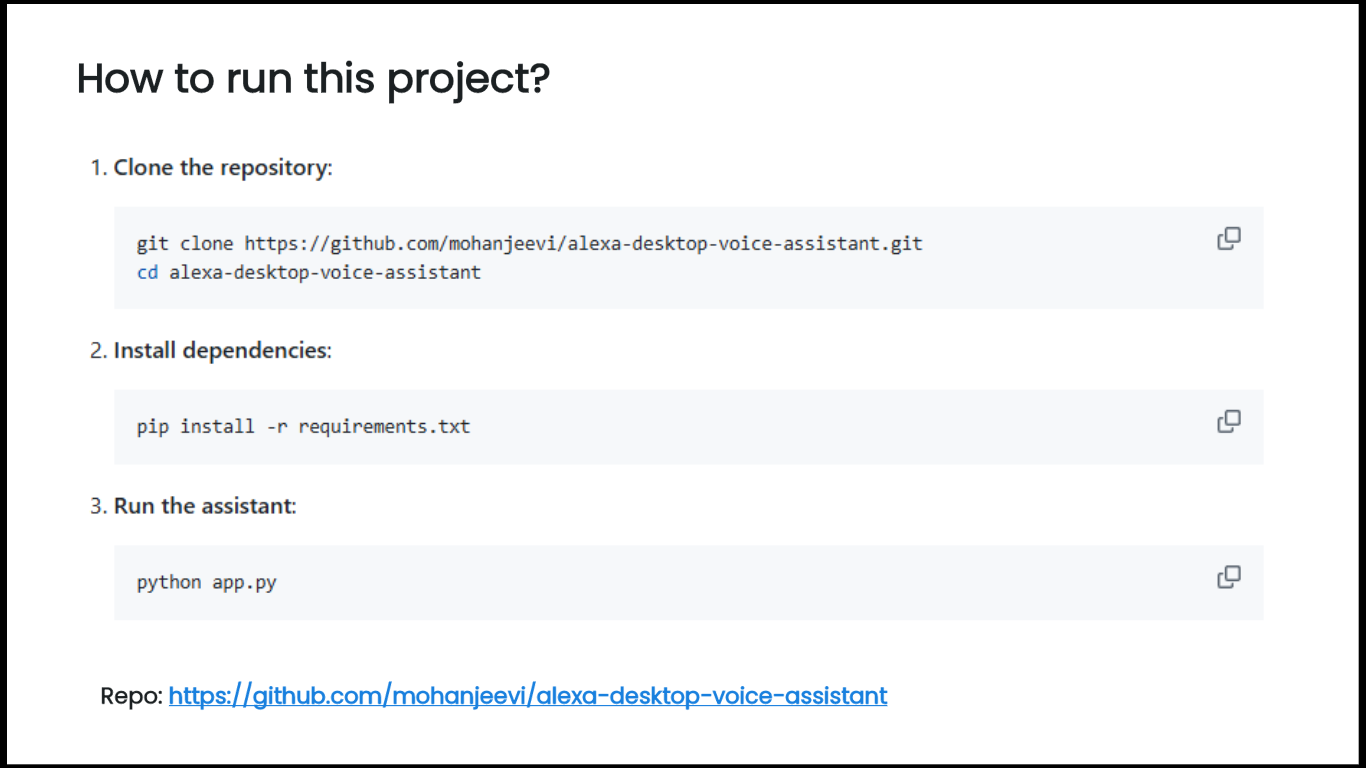 How to run this project?
1. Clone the repository:
git clone https://github.com/mohanjeevi/alexa-desktop-voice-assistant.git
cd alexa-desktop-voice-assistant
2. Install dependencies:
pip install -r requirements.txt
3. Run the assistant:
python app.py
Repo: https://github.com/mohanjeevi/alexa-desktop-voice-assistant